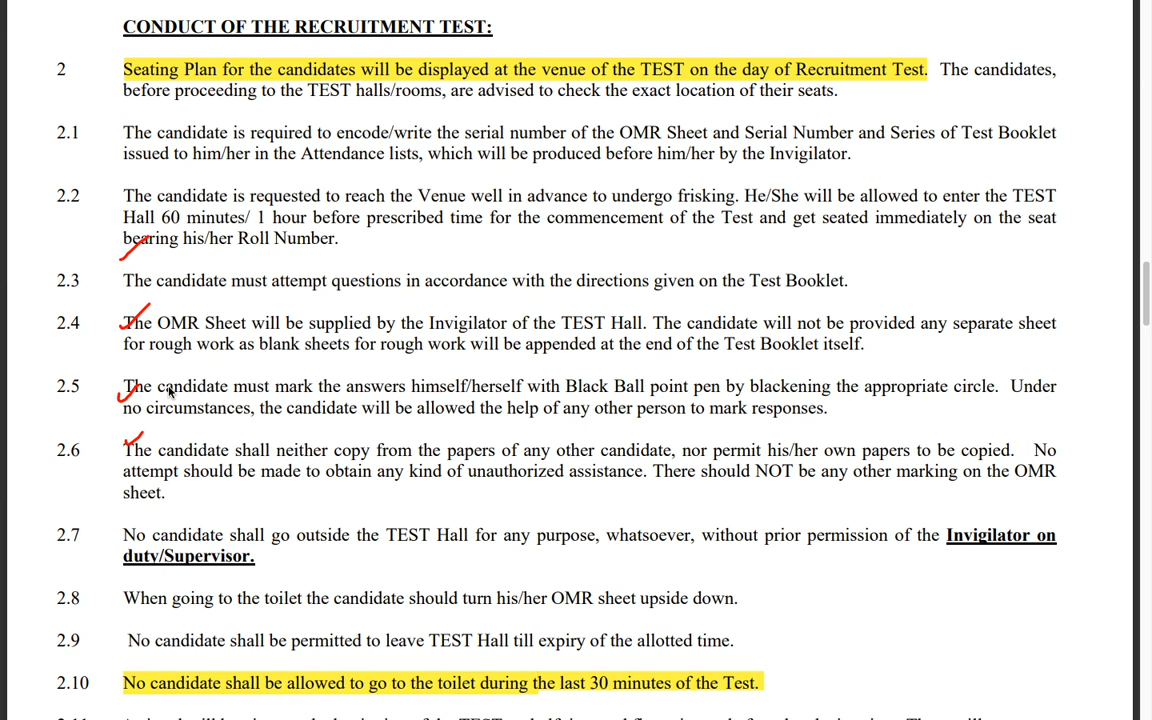 CONDUCT OF THE RECRUITMENT TEST:
2 Seating Plan for the candidates will be displayed at the venue of the TEST on the day of Recruitment Test. The candidates,
before proceeding to the TEST halls/rooms, are advised to check the exact location of their seats.
2.1 The candidate is required to encode/write the serial number of the OMR Sheet and Serial Number and Series of Test Booklet
issued to him/her in the Attendance lists, which will be produced before him/her by the Invigilator.
2.2 The candidate is requested to reach the Venue well in advance to undergo frisking. He/She will be allowed to enter the TEST
Hall 60 minutes/ 1 hour before prescribed time for the commencement of the Test and get seated immediately on the seat
bearing his/her Roll Number.
2.3 The candidate must attempt questions in accordance with the directions given on the Test Booklet.
2.4 The OMR Sheet will be supplied by the Invigilator of the TEST Hall. The candidate will not be provided any separate sheet
for rough work as blank sheets for rough work will be appended at the end of the Test Booklet itself.
2.5 The candidate must mark the answers himself/herself with Black Ball point pen by blackening the appropriate circle. Under
no circumstances, the candidate will be allowed the help of any other person to mark responses.
2.6 The candidate shall neither copy from the papers of any other candidate, nor permit his/her own papers to be copied. No
attempt should be made to obtain any kind of unauthorized assistance. There should NOT be any other marking on the OMR
sheet.
2.7 No candidate shall go outside the TEST Hall for any purpose, whatsoever, without prior permission of the Invigilator on
duty/Supervisor.
2.8 When going to the toilet the candidate should turn his/her OMR sheet upside down.
2.9 No candidate shall be permitted to leave TEST Hall till expiry of the allotted time.
2.10 No candidate shall be allowed to go to the toilet during the last 30 minutes of the Test.